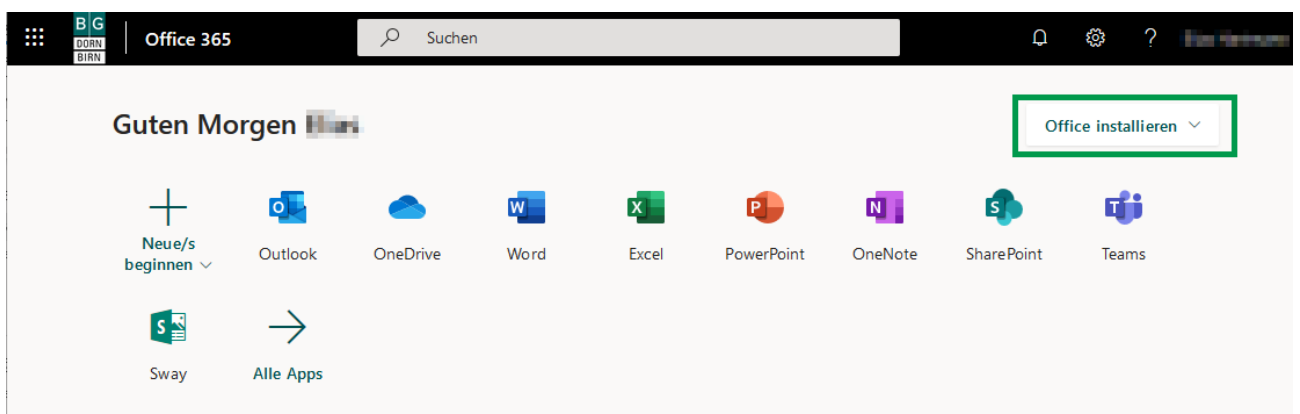 B G
DORN
BIRN
Office 365
Suchen
?
Guten Morgen
Office installieren
Neue/s
beginnen
Outlook
OneDrive
Word
Excel
PowerPoint
OneNote
SharePoint
Teams
Sway
Alle Apps